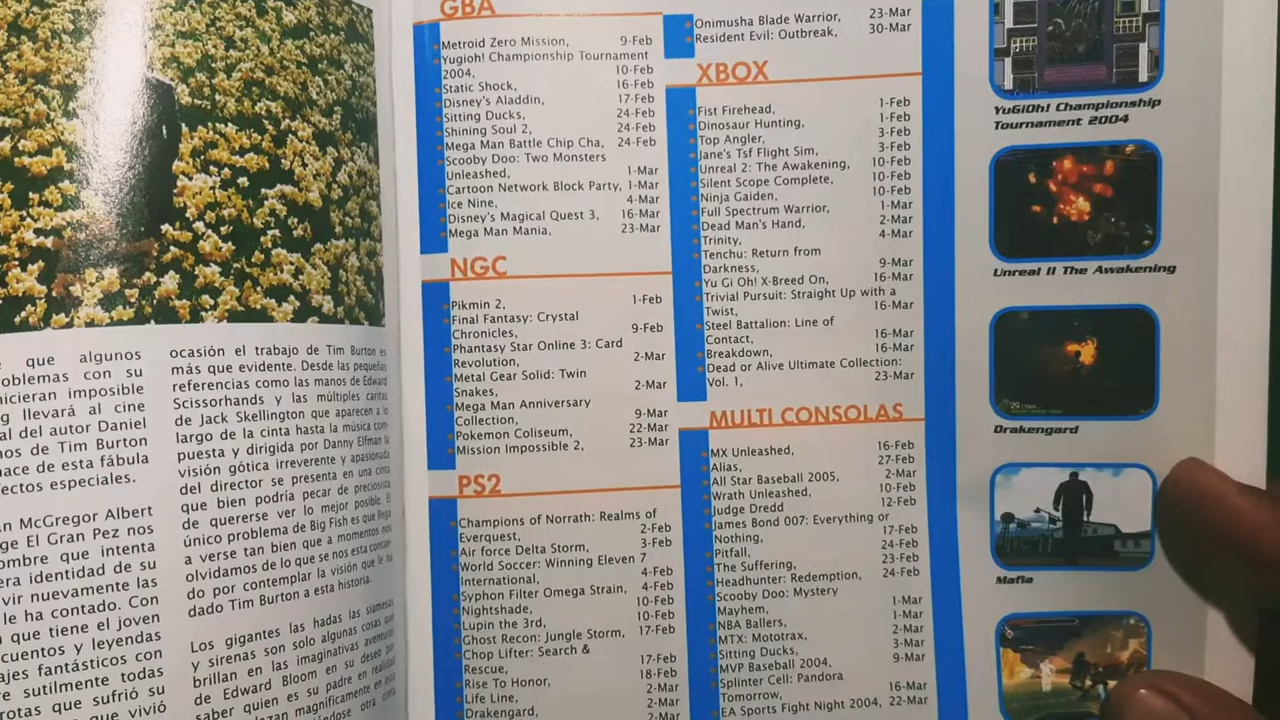 e que algunos
roblemas con su
nicieran imposible
g llevará al cine
al del autor Daniel
nos de Tim Burton
nace de esta fábula
fectos especiales.
an McGregor Albert
ge El Gran Pez nos
ombre que intenta
era identidad de su
vir nuevamente las
le ha contado. Con
que tiene el joven
cuentos y leyendas
ajes fantásticos con
re sutilmente todas
rotas que sufrió su
que vivió
ocasión el trabajo de Tim Burton es
más que evidente. Desde las pequeñas
referencias como las manos de Edward
Scissorhands y las múltiples caritas
de Jack Skellington que aparecen a lo
largo de la cinta hasta la música com-
puesta y dirigida por Danny Elfman la
visión gótica irreverente y apasionada
del director se presenta en una cinta
que bien podría pecar de preciosista
de quererse ver lo mejor posible. El
único problema de Big Fish es que llega
a verse tan bien que a momentos nos
olvidamos de lo que se nos esta contan-
do por contemplar la visión que le ha
dado Tim Burton a esta historia.
Los gigantes las hadas las siamesas
y sirenas son solo algunas cosas que
brillan en las imaginativas aventuras
de Edward Bloom en su deseo por
saber quien es su padre en realidad
magníficamente en esta
otra cinta
GBA
Metroid Zero Mission, 9-Feb
Yugioh! Championship Tournament
2004, 10-Feb
Static Shock, 16-Feb
Disney's Aladdin, 17-Feb
Sitting Ducks, 24-Feb
Shining Soul 2, 24-Feb
Mega Man Battle Chip Cha, 24-Feb
Scooby Doo: Two Monsters
Unleashed, 1-Mar
Cartoon Network Block Party, 1-Mar
Ice Nine, 4-Mar
Disney's Magical Quest 3, 16-Mar
Mega Man Mania, 23-Mar
NGC
Pikmin 2, 1-Feb
Final Fantasy: Crystal
Chronicles, 9-Feb
Phantasy Star Online 3: Card
Revolution, 2-Mar
Metal Gear Solid: Twin
Snakes, 2-Mar
Mega Man Anniversary
Collection, 9-Mar
Pokemon Coliseum, 22-Mar
Mission Impossible 2, 23-Mar
PS2
Champions of Norrath: Realms of
Everquest, 2-Feb
Air force Delta Storm, 3-Feb
World Soccer: Winning Eleven 7
International, 4-Feb
Syphon Filter Omega Strain, 4-Feb
Nightshade, 10-Feb
Lupin the 3rd, 10-Feb
Ghost Recon: Jungle Storm, 17-Feb
Chop Lifter: Search &
Rescue, 17-Feb
Rise To Honor, 18-Feb
Life Line, 2-Mar
Drakengard, 2-Mar
Onimusha Blade Warrior, 23-Mar
Resident Evil: Outbreak, 30-Mar
XBOX
Fist Firehead, 1-Feb
Dinosaur Hunting, 1-Feb
Top Angler, 3-Feb
Jane's Tsf Flight Sim, 3-Feb
Unreal 2: The Awakening, 10-Feb
Silent Scope Complete, 10-Feb
Ninja Gaiden, 10-Feb
Full Spectrum Warrior, 1-Mar
Dead Man's Hand, 2-Mar
Trinity, 4-Mar
Tenchu: Return from
Darkness, 9-Mar
Yu Gi Oh! X-Breed On, 16-Mar
Trivial Pursuit: Straight Up with a
Twist, 16-Mar
Steel Battalion: Line of
Contact, 16-Mar
Breakdown, 16-Mar
Dead or Alive Ultimate Collection:
Vol. 1, 23-Mar
MULTI CONSOLAS
MX Unleashed, 16-Feb
Alias, 27-Feb
All Star Baseball 2005, 2-Mar
Wrath Unleashed, 10-Feb
Judge Dredd 12-Feb
James Bond 007: Everything or
Nothing, 17-Feb
Pitfall, 24-Feb
The Suffering, 23-Feb
Headhunter: Redemption, 24-Feb
Scooby Doo: Mystery
Mayhem, 1-Mar
NBA Ballers, 1-Mar
MTX: Mototrax, 2-Mar
Sitting Ducks, 3-Mar
MVP Baseball 2004, 9-Mar
Splinter Cell: Pandora
Tomorrow, 16-Mar
EA Sports Fight Night 2004, 22-Mar
YuGiOh! Championship
Tournament 2004
Unreal II The Awakening
Drakengard
Mafia